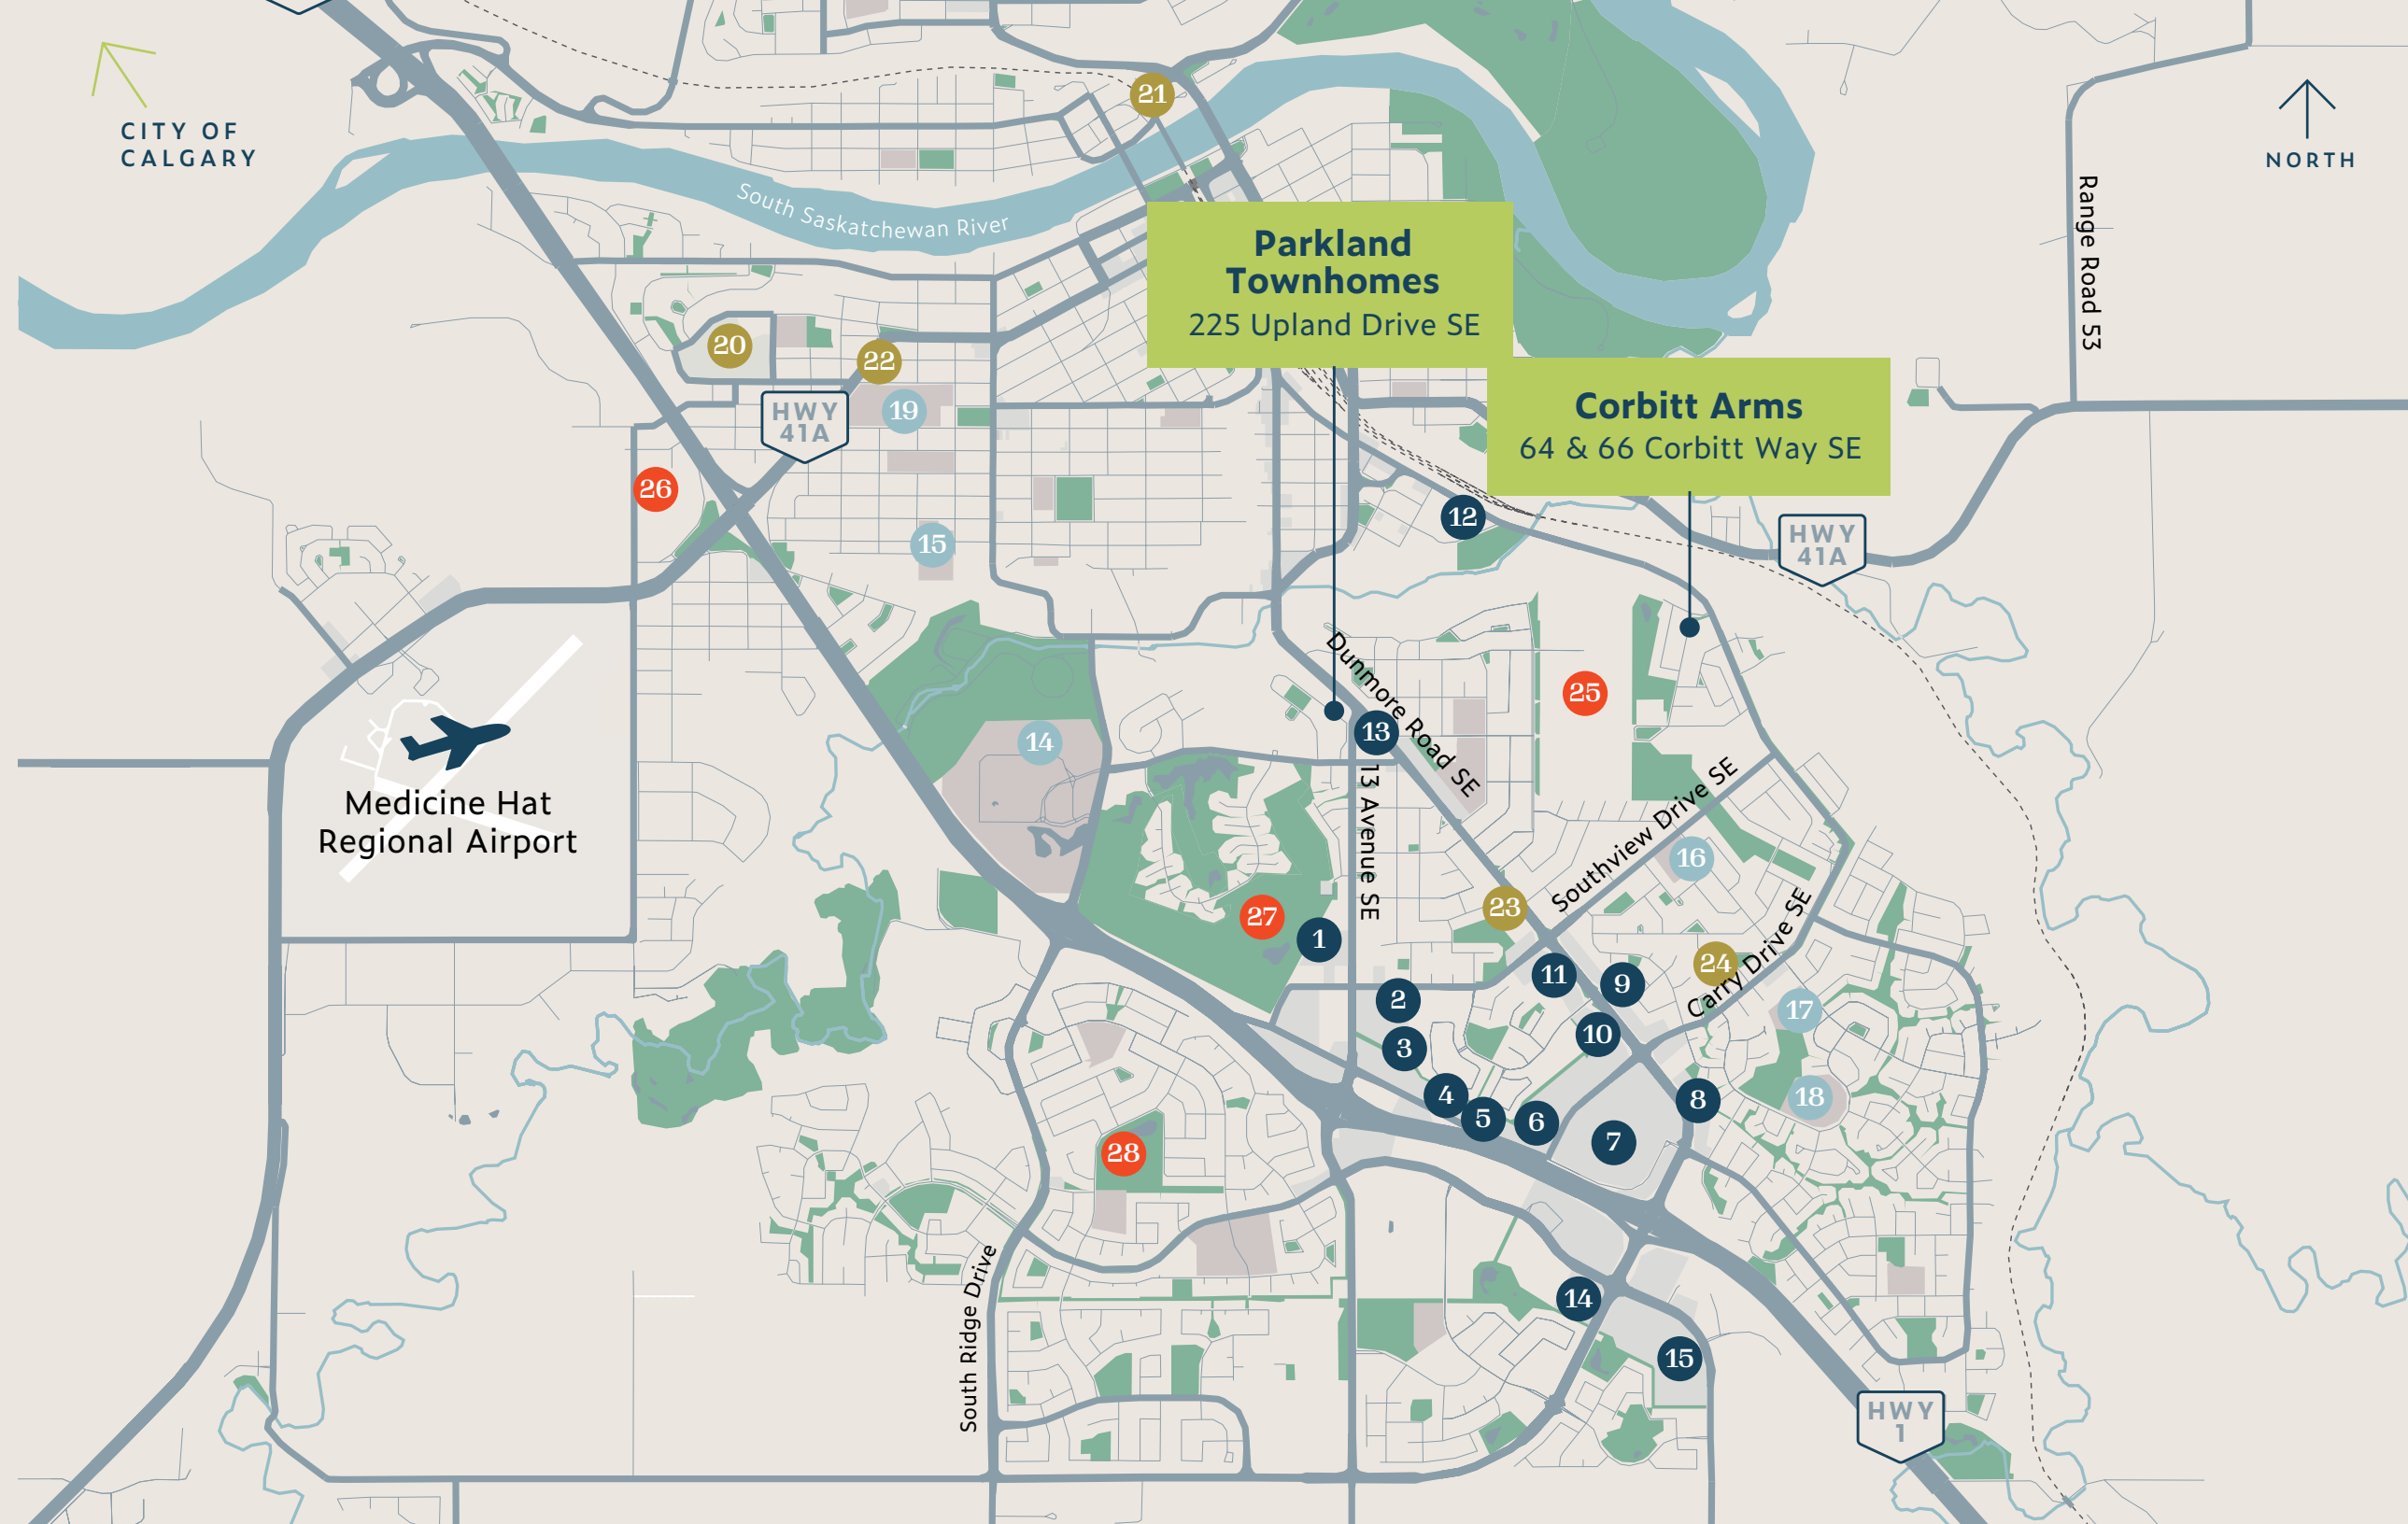 21
CITY OF
CALGARY
NORTH
South Saskatchewan River
Range Road 53
Parkland
Townhomes
225 Upland Drive SE
20
22
19
HWY
41A
Corbitt Arms
64 & 66 Corbitt Way SE
26
12
15
HWY
41A
Dunmore Road SE
25
13
14
Medicine Hat
Regional Airport
13 Avenue SE
Southview Drive SE
16
23
27
1
Carry Drive SE
24
11
9
2
17
10
3
4
18
8
5
6
7
28
South Ridge Drive
14
15
HWY
1